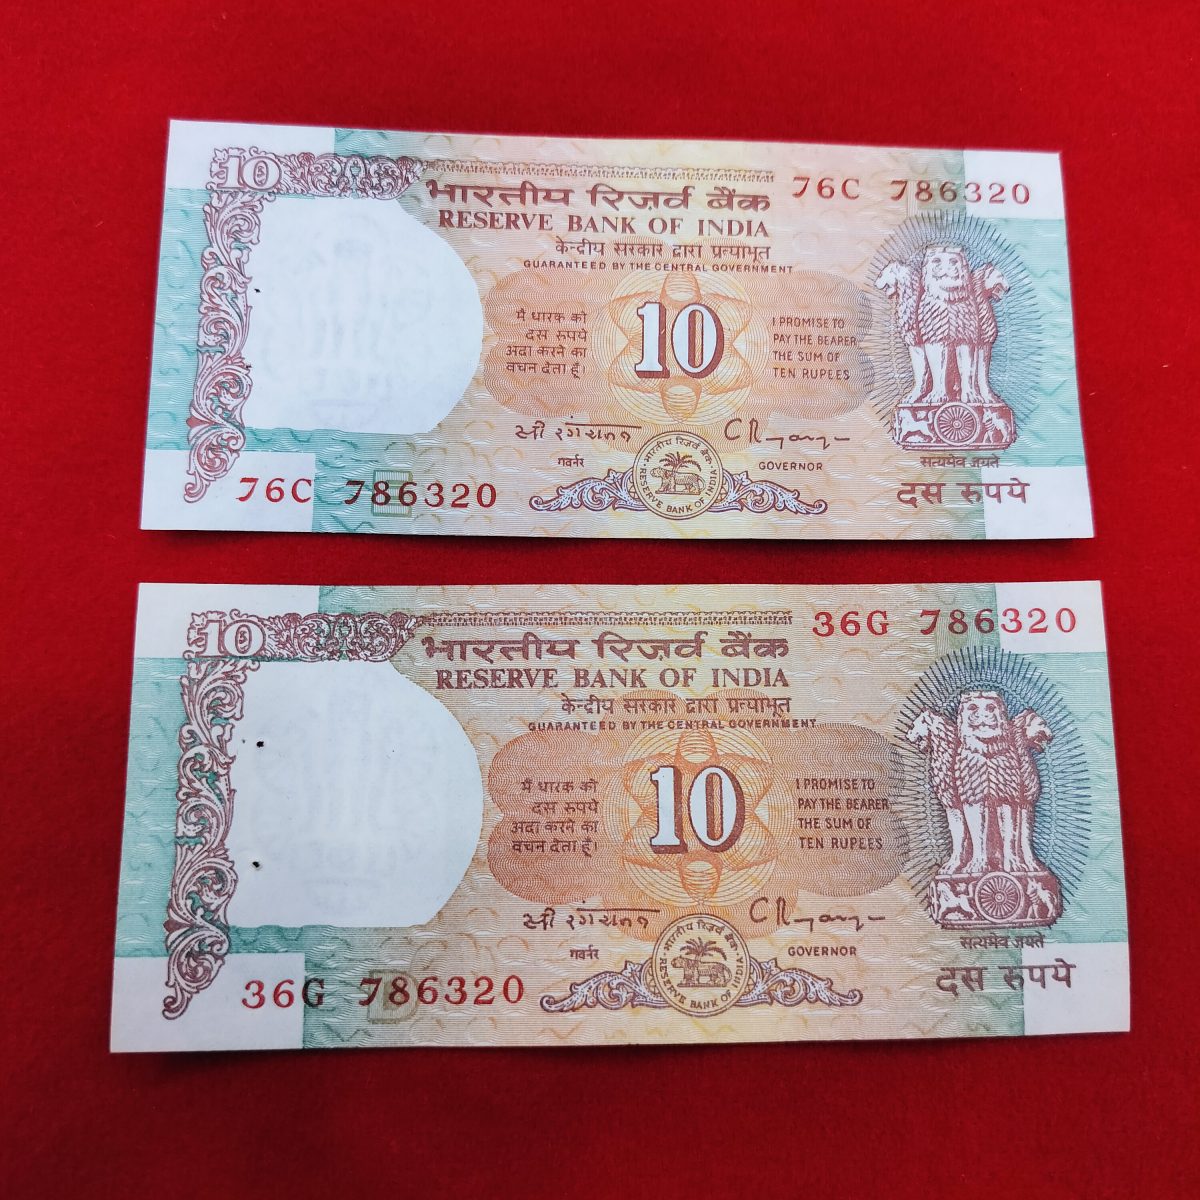 10
भारतीय रिज़र्व बैंक
76C 786320
RESERVE BANK OF INDIA
केन्द्रीय सरकार द्वारा प्रत्याभूत
GUARANTEED BY THE CENTRAL GOVERNMENT
मैं धारक को
दस रुपये
अदा करने का
वचन देता हूँ।
10
I PROMISE TO
PAY THE BEARER
THE SUM OF
TEN RUPEES
गवर्नर
GOVERNOR
भारतीय रिज़र्व बैंक
RESERVE BANK OF INDIA
सत्यमेव जयते
76C 786320
E
दस रुपये
10
भारतीय रिज़र्व बैंक
36G 786320
RESERVE BANK OF INDIA
केन्द्रीय सरकार द्वारा प्रत्याभूत
GUARANTEED BY THE CENTRAL GOVERNMENT
मैं धारक को
दस रुपये
अदा करने का
वचन देता हूँ।
10
I PROMISE TO
PAY THE BEARER
THE SUM OF
TEN RUPEES
गवर्नर
GOVERNOR
भारतीय रिज़र्व बैंक
RESERVE BANK OF INDIA
सत्यमेव जयते
36G 786320
D
दस रुपये